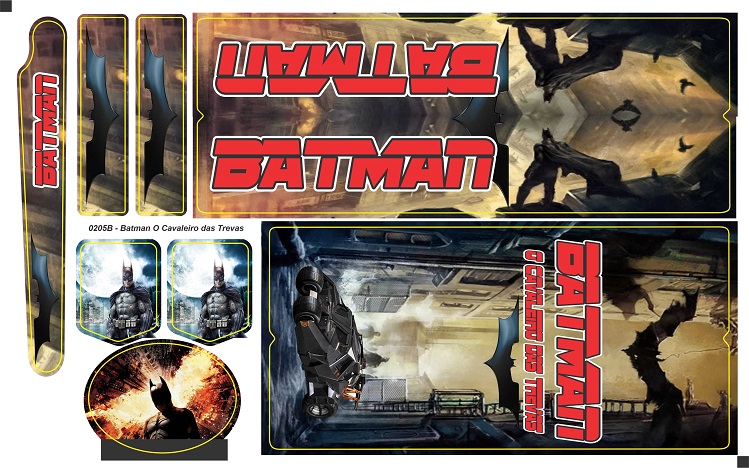 BATMAN
BATMAN
BATMAN
0205B - Batman O Cavaleiro das Trevas
BATMAN
O CAVALEIRO DAS TREVAS